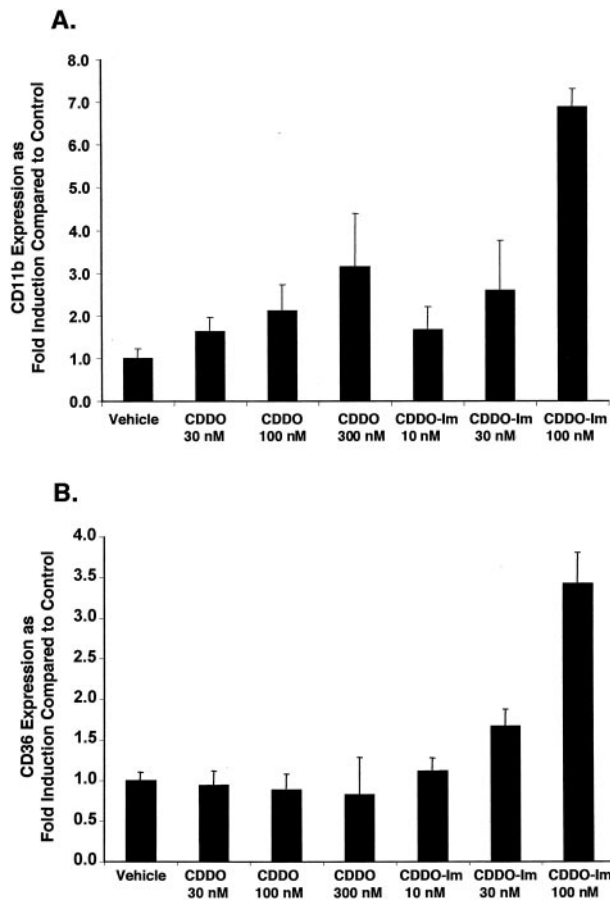 A.
CD11b Expression as
Fold Induction Compared to Control
8.0
7.0
6.0
5.0
4.0
3.0
2.0
1.0
0.0
Vehicle
CDDO
30 nM
CDDO
100 nM
CDDO
300 nM
CDDO-Im
10 nM
CDDO-Im
30 nM
CDDO-Im
100 nM
B.
CD36 Expression as
Fold Induction Compared to Control
4.0
3.5
3.0
2.5
2.0
1.5
1.0
0.5
0.0
Vehicle
CDDO
30 nM
CDDO
100 nM
CDDO
300 nM
CDDO-Im
10 nM
CDDO-Im
30 nM
CDDO-Im
100 nM